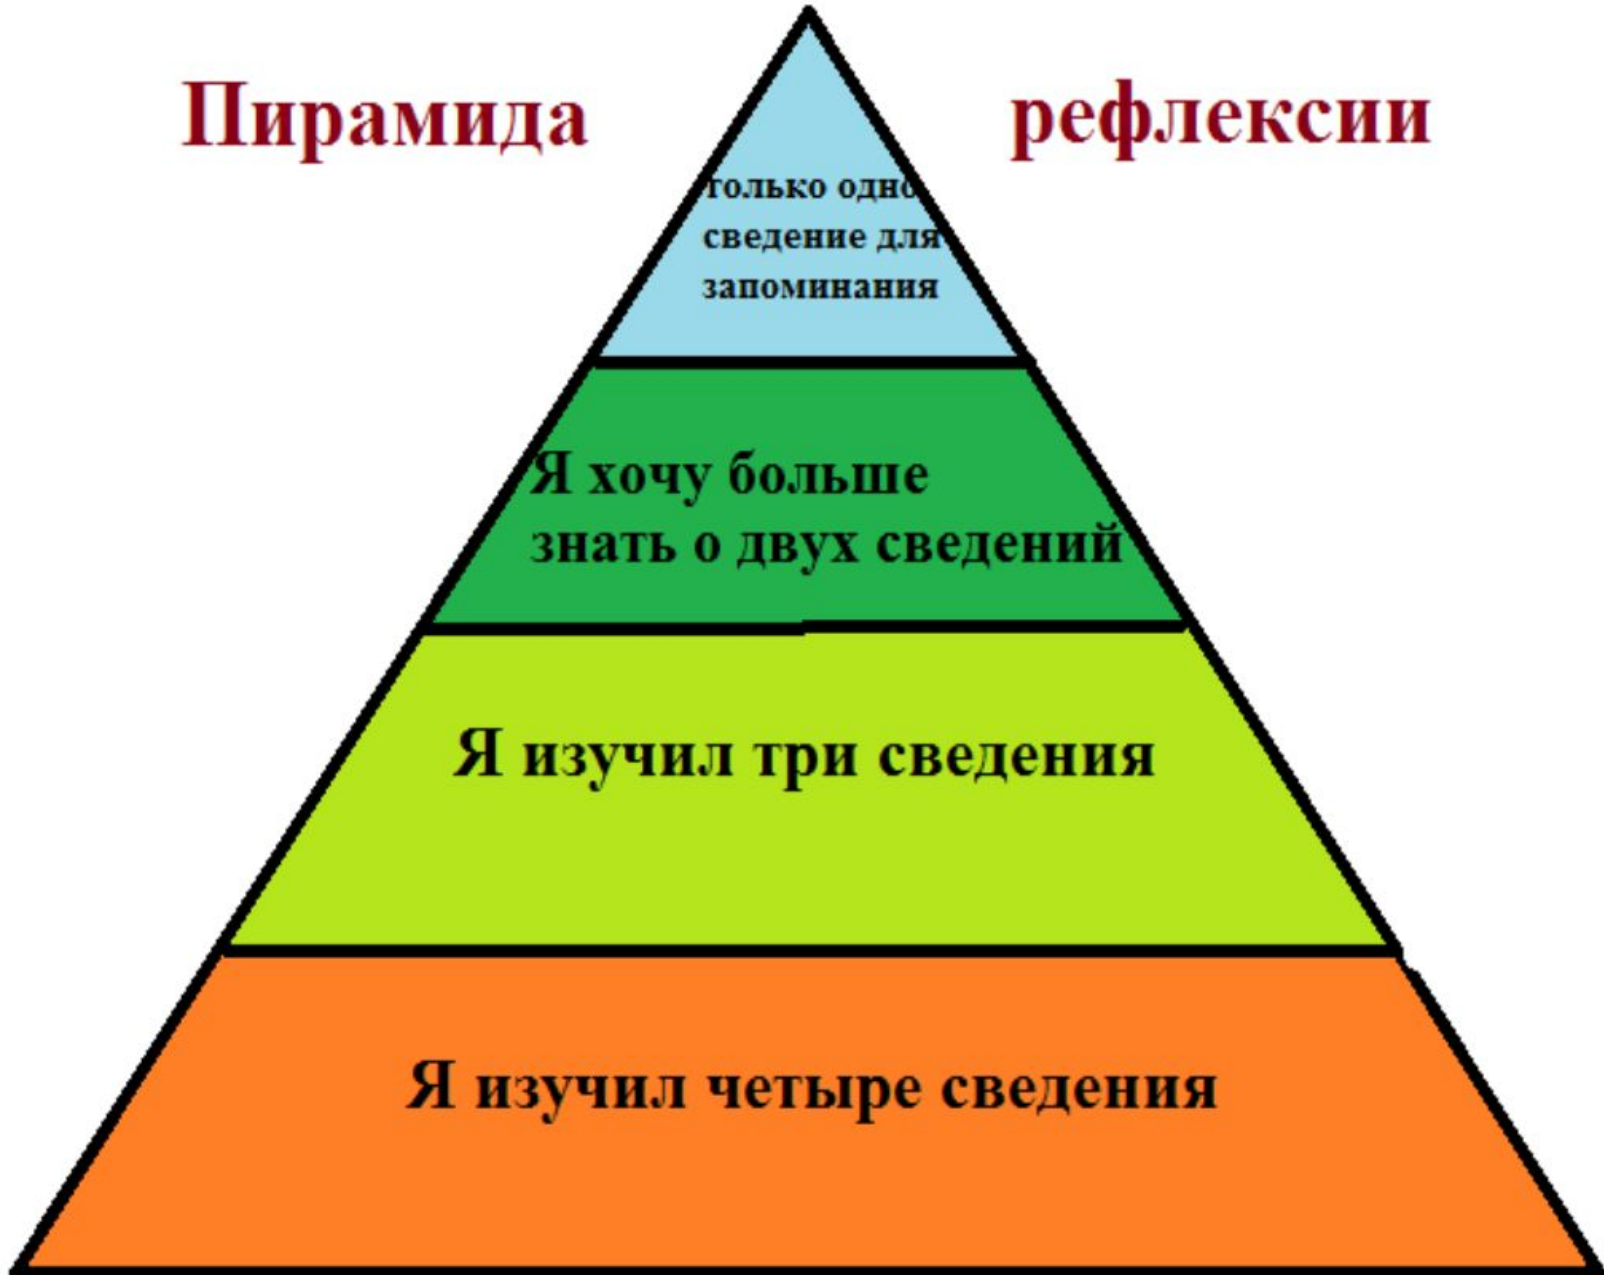 Пирамида рефлексии
только одно
сведение для
запоминания
Я хочу больше
знать о двух сведений
Я изучил три сведения
Я изучил четыре сведения